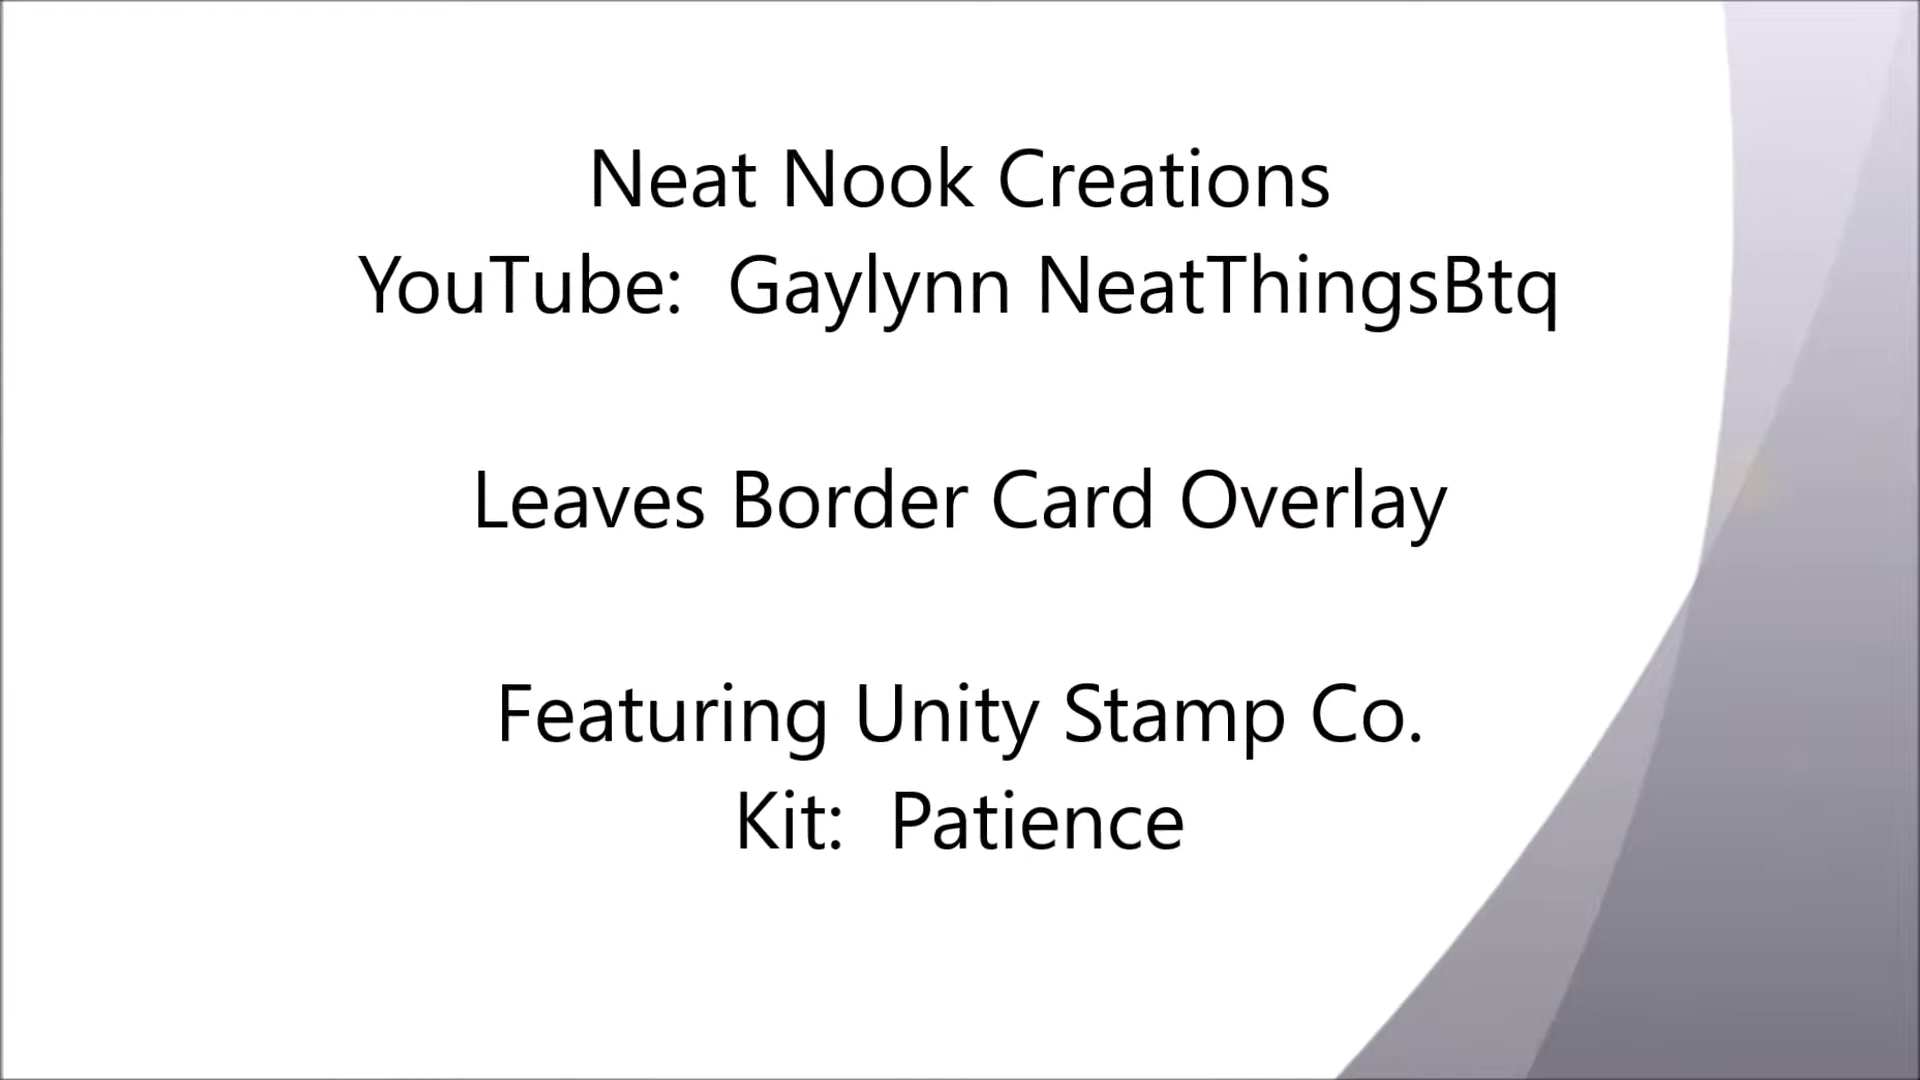 Neat Nook Creations
YouTube:  Gaylynn NeatThingsBtq
Leaves Border Card Overlay
Featuring Unity Stamp Co.
Kit:  Patience